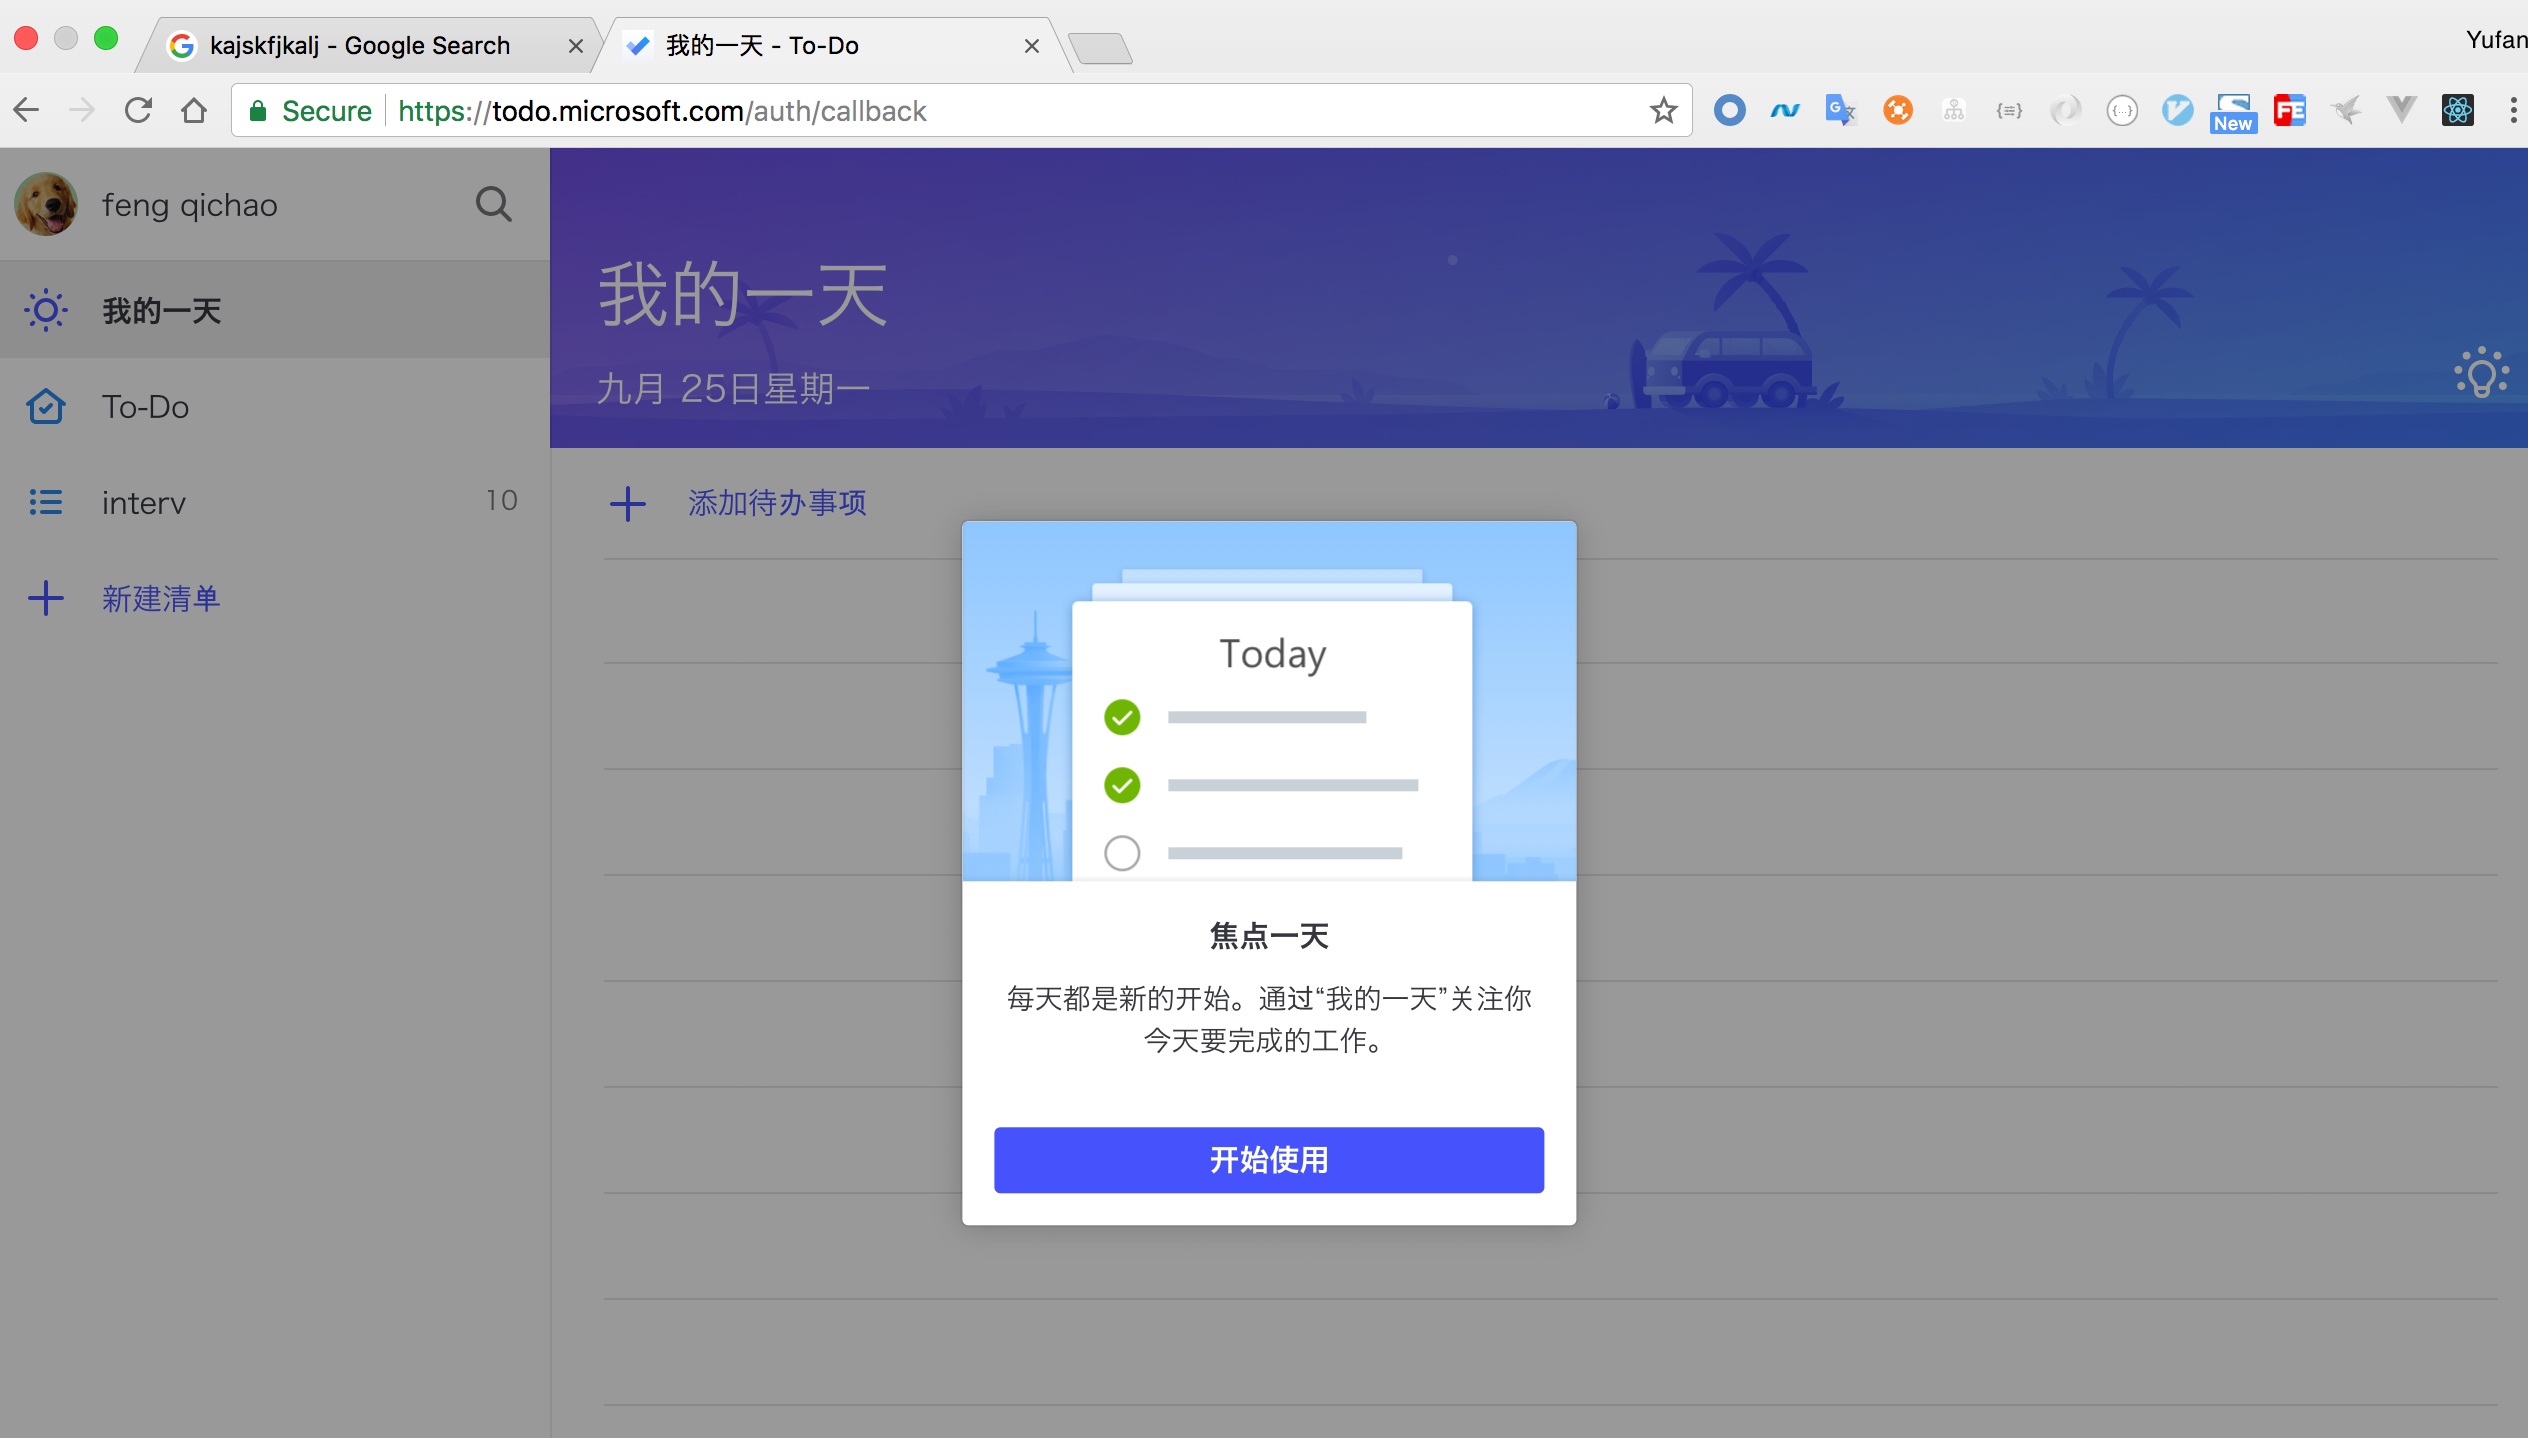 kajskfjkalj - Google Search
我的一天 - To-Do
Yufan
Secure
https://todo.microsoft.com/auth/callback
New
FE
feng qichao
我的一天
To-Do
interv 10
新建清单
我的一天
九月 25日星期一
添加待办事项
Today
焦点一天
每天都是新的开始。通过“我的一天”关注你
今天要完成的工作。
开始使用